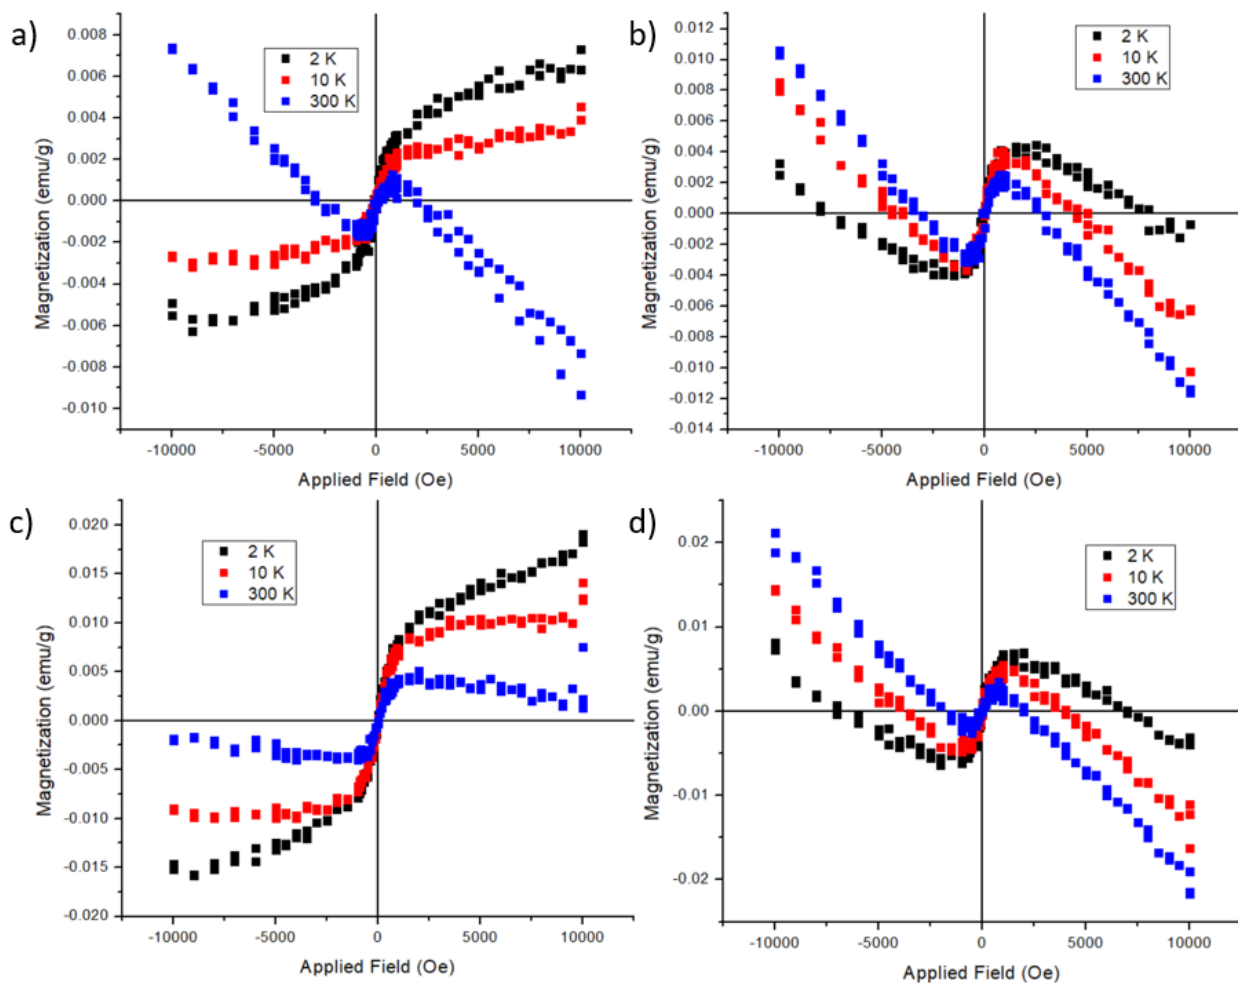 a)
0.008
0.006
0.004
0.002
0.000
-0.002
-0.004
-0.006
-0.008
-0.010
Magnetization (emu/g)
2 K
10 K
300 K
-10000 -5000 0 5000 10000
Applied Field (Oe)
b)
0.012
0.010
0.008
0.006
0.004
0.002
0.000
-0.002
-0.004
-0.006
-0.008
-0.010
-0.012
-0.014
Magnetization (emu/g)
2 K
10 K
300 K
-10000 -5000 0 5000 10000
Applied Field (Oe)
c)
0.020
0.015
0.010
0.005
0.000
-0.005
-0.010
-0.015
-0.020
Magnetization (emu/g)
2 K
10 K
300 K
-10000 -5000 0 5000 10000
Applied Field (Oe)
d)
0.02
0.01
0.00
-0.01
-0.02
Magnetization (emu/g)
2 K
10 K
300 K
-10000 -5000 0 5000 10000
Applied Field (Oe)